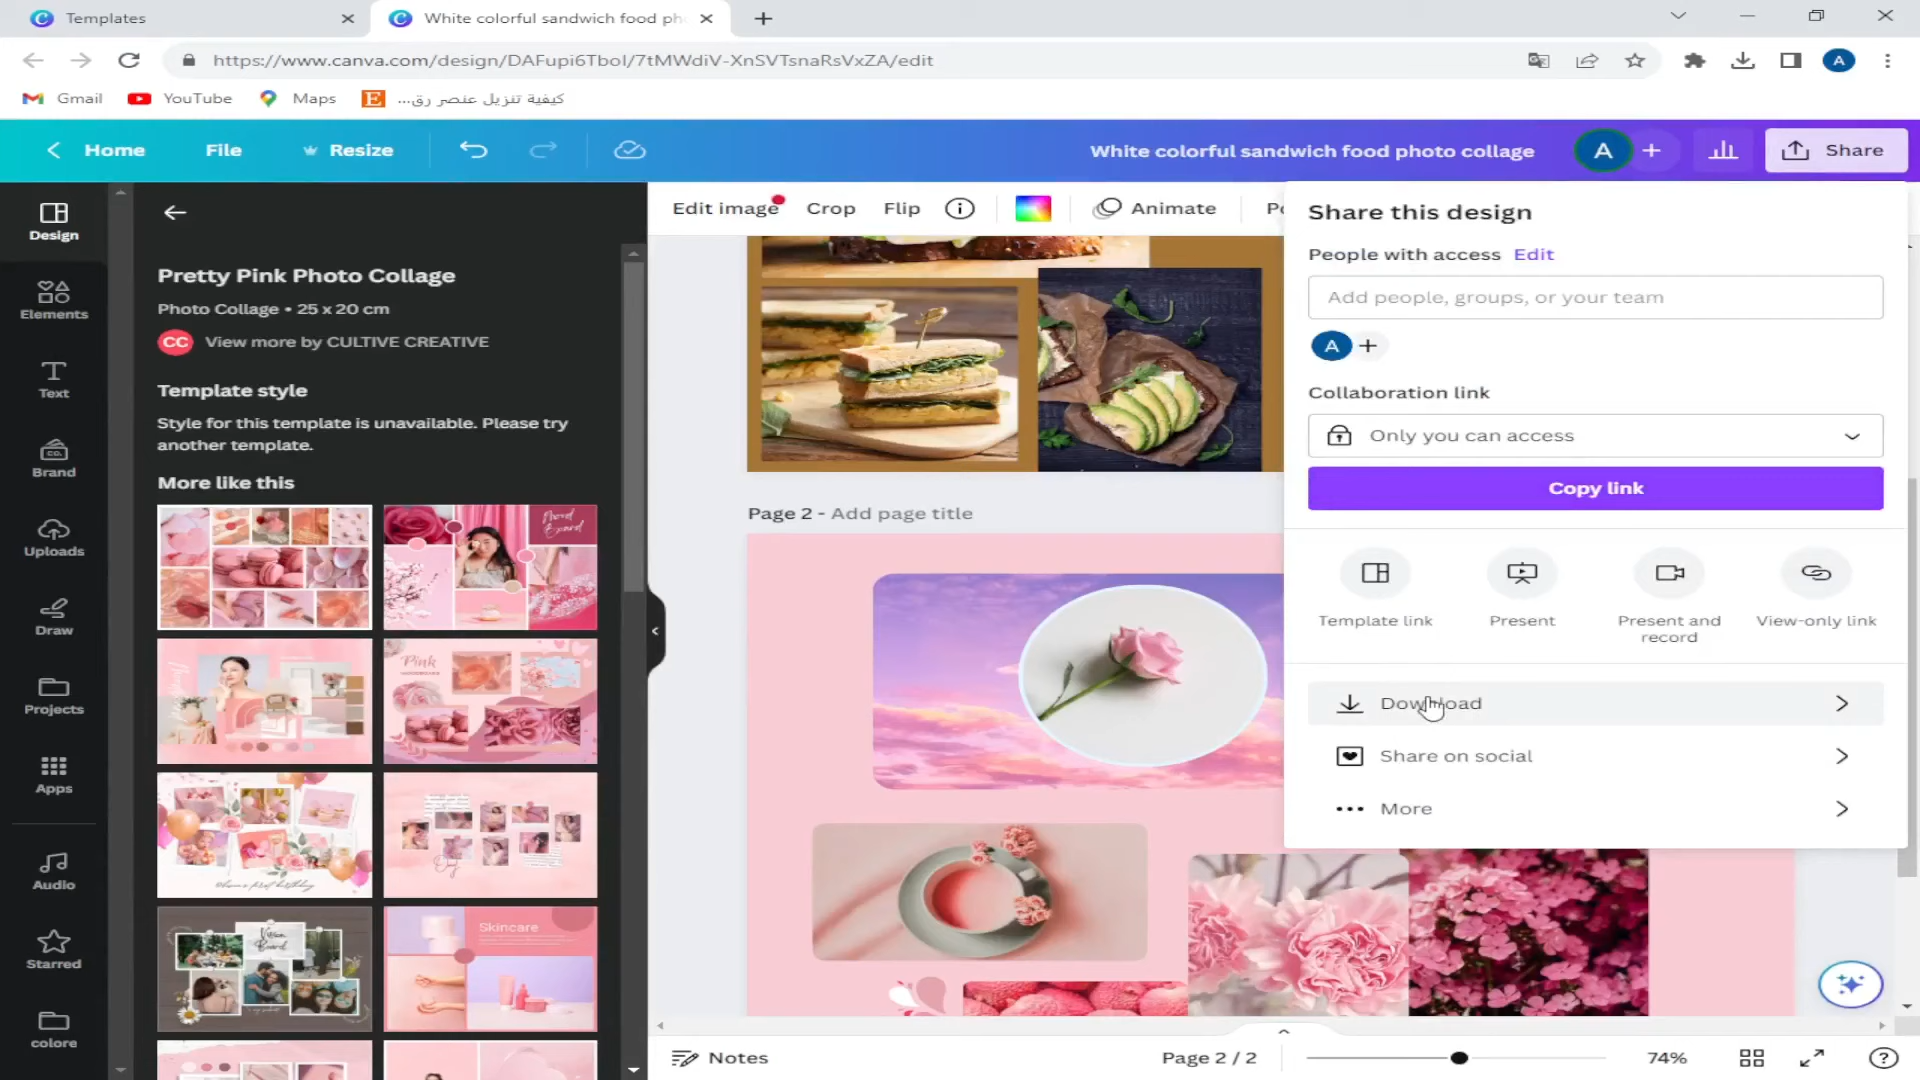 Templates
White colorful sandwich food ph
https://www.canva.com/design/DAFupi6TboI/7tMWdiV-XnSVTsnaRsVxZA/edit
A
Gmail
YouTube
Maps
كيفية تنزيل عنصر رق...
Home
File
Resize
White colorful sandwich food photo collage
A
Share
Design
Elements
Text
Brand
Uploads
Draw
Projects
Apps
Audio
Starred
colore
Pretty Pink Photo Collage
Photo Collage • 25 x 20 cm
CC
View more by CULTIVE CREATIVE
Template style
Style for this template is unavailable. Please try
another template.
More like this
Mood
Board
Pink
Vision
Board
Skincare
Edit image
Crop
Flip
Animate
Po
Page 2 - Add page title
Share this design
People with access Edit
Add people, groups, or your team
A
Collaboration link
Only you can access
Copy link
Template link
Present
Present and
record
View-only link
Download
Share on social
More
Notes
Page 2 / 2
74%